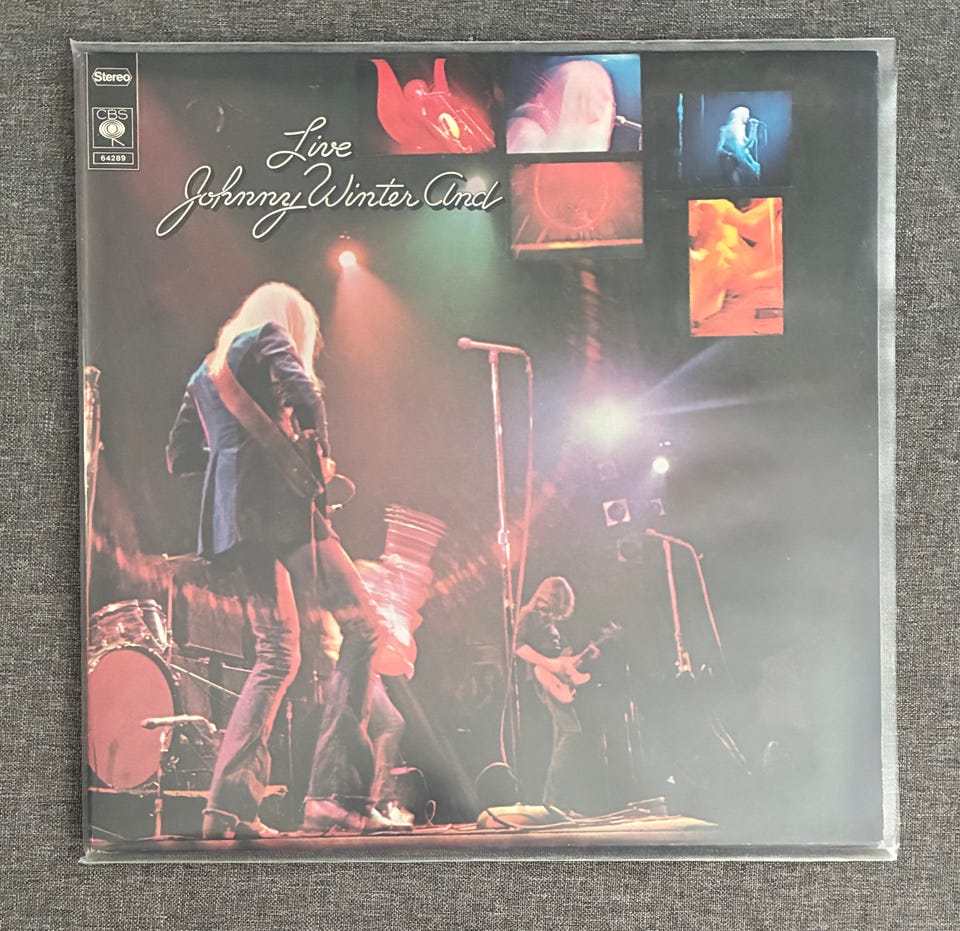 Stereo
CBS
64289
Live
Johnny Winter And